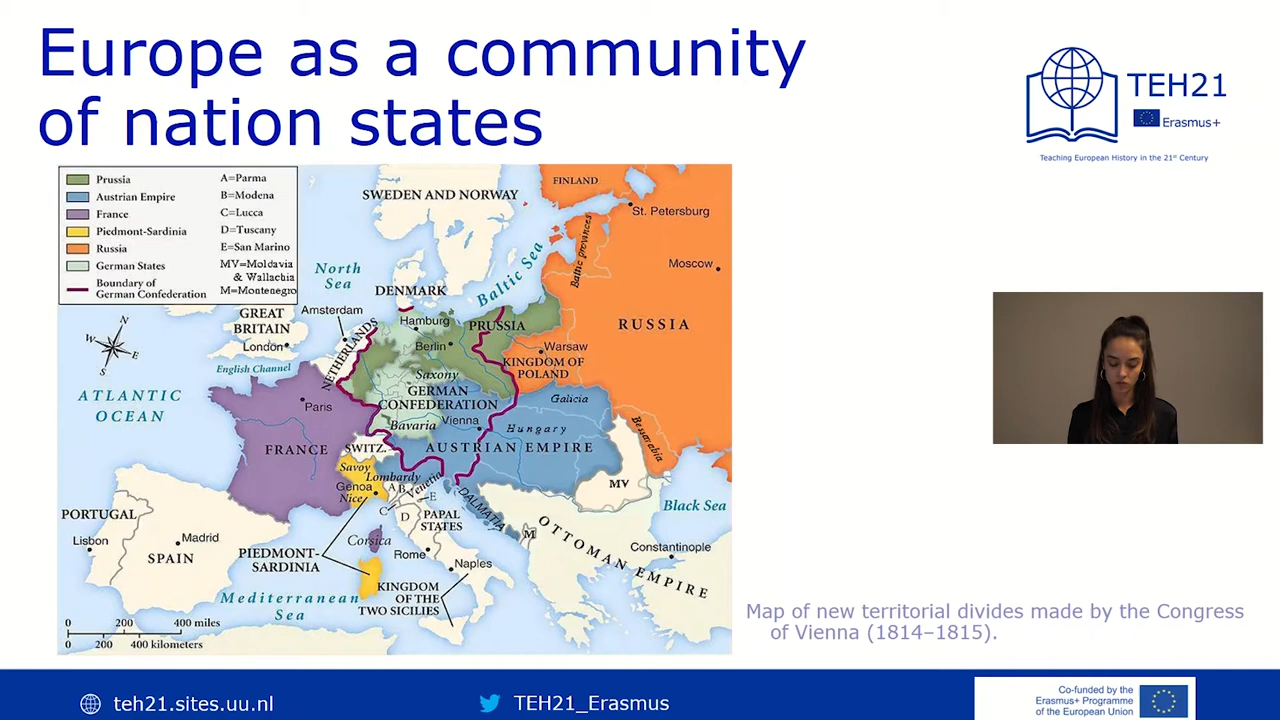 Europe as a community
of nation states
TEH21
Erasmus+
Teaching European History in the 21st Century
Prussia
Austrian Empire
France
Piedmont-Sardinia
Russia
German States
Boundary of
German Confederation
A=Parma
B=Modena
C=Lucca
D=Tuscany
E=San Marino
MV=Moldavia
& Wallachia
M=Montenegro
SWEDEN AND NORWAY
FINLAND
St. Petersburg
Baltic provinces
Moscow
North
Sea
Baltic Sea
DENMARK
Amsterdam
Hamburg
PRUSSIA
RUSSIA
GREAT
BRITAIN
London
NETHERLANDS
Berlin
Warsaw
KINGDOM OF
POLAND
English Channel
Saxony
N
W
E
S
ATLANTIC
OCEAN
Paris
GERMAN
CONFEDERATION
Galicia
Bavaria
Vienna
Hungary
Bessarabia
FRANCE
SWITZ.
AUSTRIAN EMPIRE
Savoy
Lombardy
Venetia
Genoa
Nice
A
B
E
C
D
MV
Black Sea
DALMATIA
PORTUGAL
PAPAL
STATES
M
OTTOMAN EMPIRE
Lisbon
Madrid
SPAIN
Corsica
Rome
Constantinople
PIEDMONT-
SARDINIA
Naples
KINGDOM
OF THE
TWO SICILIES
Mediterranean
Sea
0 200 400 miles
0 200 400 kilometers
Map of new territorial divides made by the Congress
of Vienna (1814–1815).
teh21.sites.uu.nl
TEH21_Erasmus
Co-funded by the
Erasmus+ Programme
of the European Union